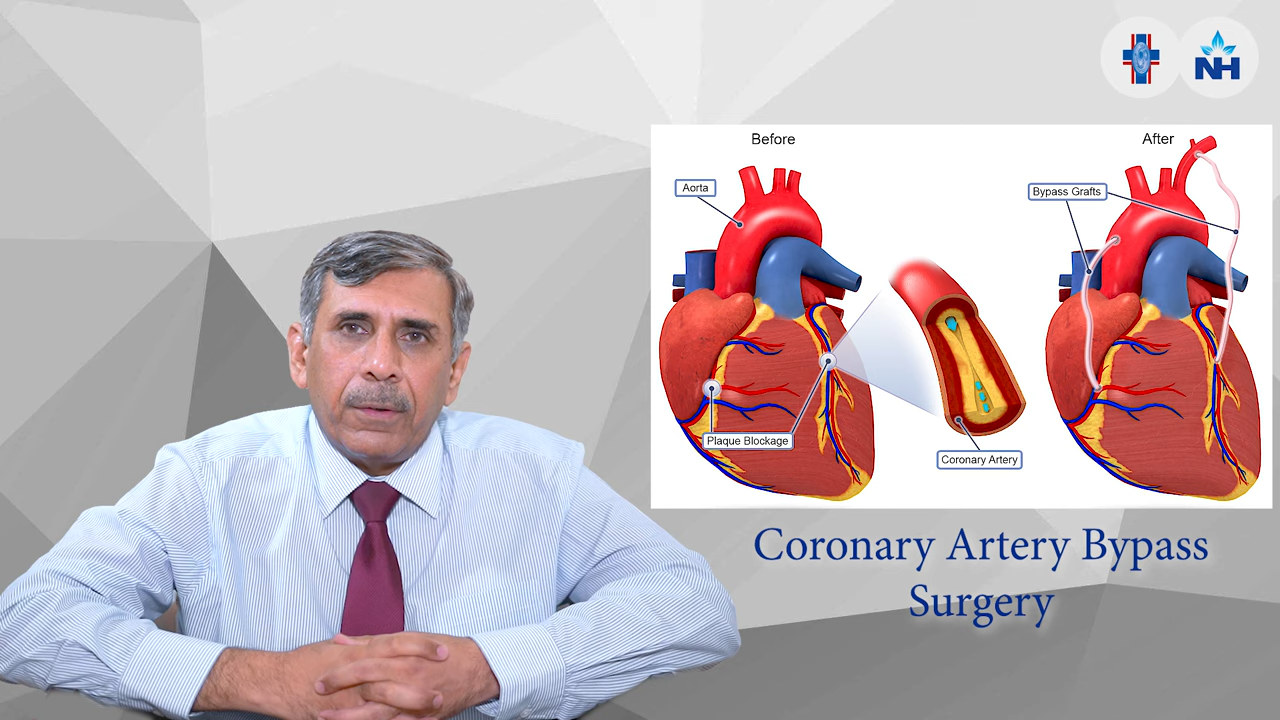 NH
Before
After
Aorta
Bypass Grafts
Plaque Blockage
Coronary Artery
Coronary Artery Bypass
Surgery